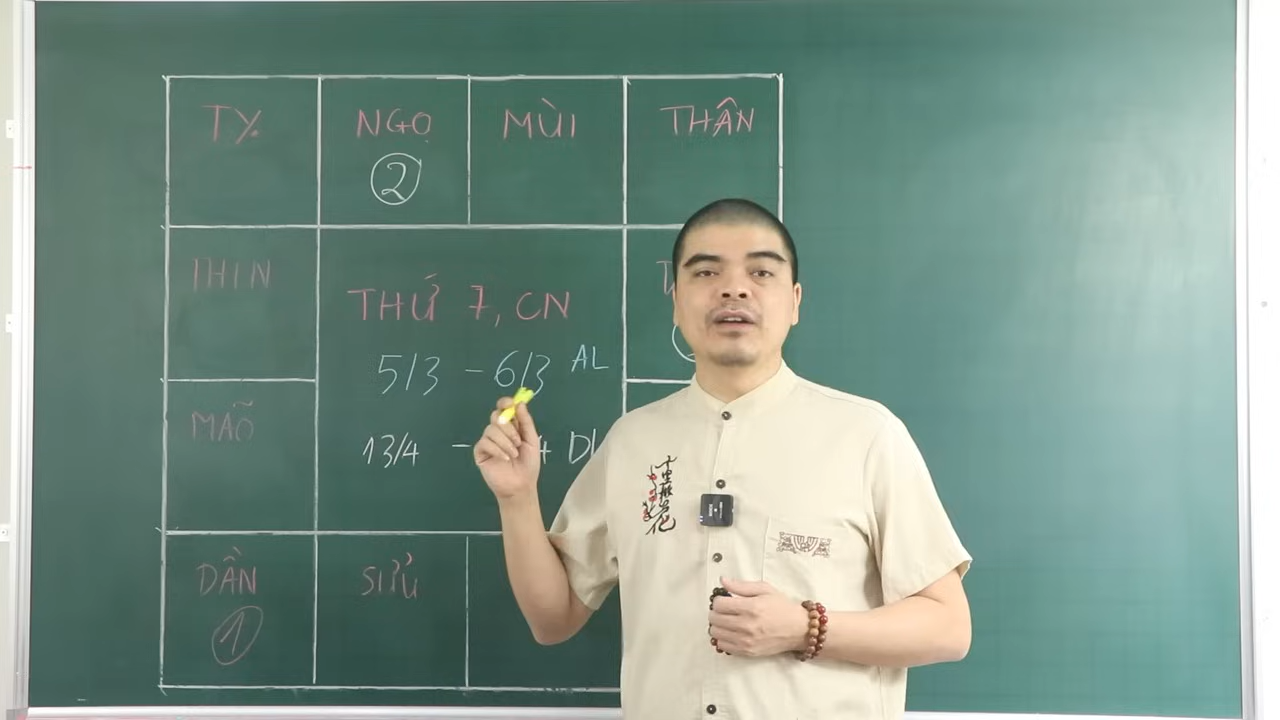 TỴ NGỌ MÙI THÂN
2
THIN
THỨ 7, CN
5/3 - 6/3 AL
MÃO
13/4 -
DẦN SỬU
1